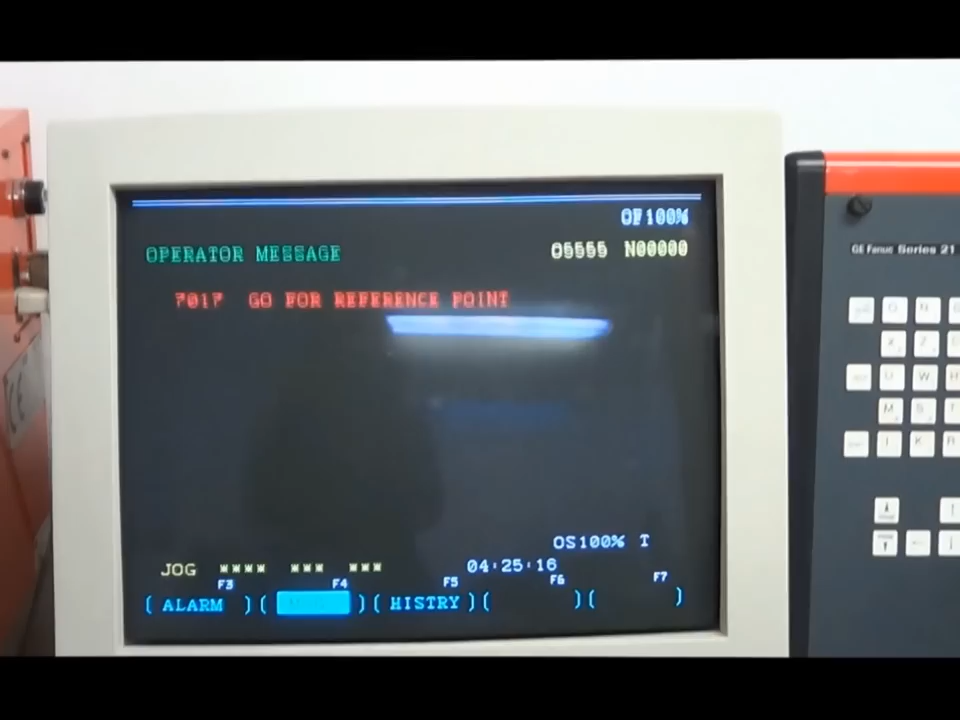 OF100%
OPERATOR MESSAGE O5555 N00000
7017 GO FOR REFERENCE POINT
GE Fanuc Series 21
OS100% T
JOG **** *** *** 04:25:16
F3 F4 F5 F6 F7
( ALARM ) ( ) ( HISTRY ) ( ) ( )